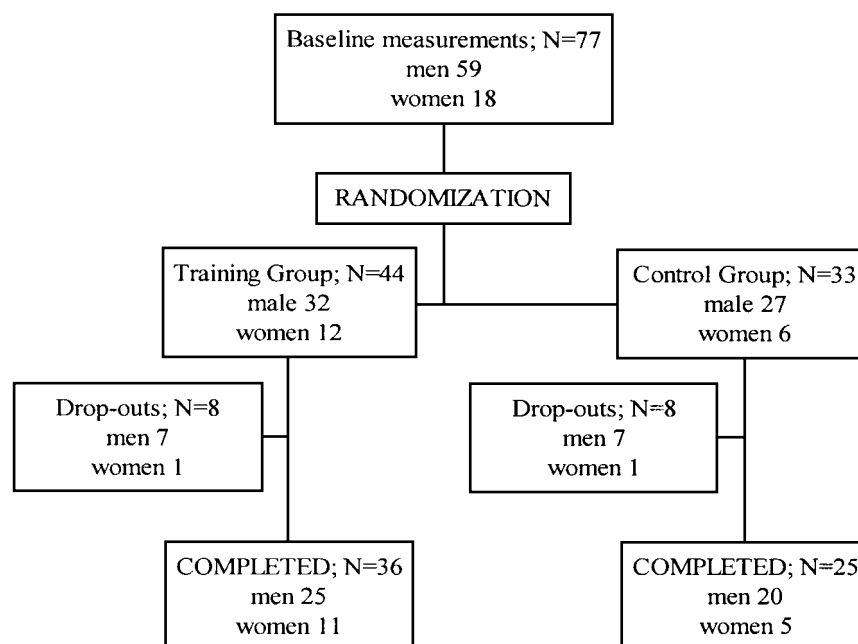 Baseline measurements; N=77
men 59
women 18
RANDOMIZATION
Training Group; N=44
male 32
women 12
Control Group; N=33
male 27
women 6
Drop-outs; N=8
men 7
women 1
Drop-outs; N=8
men 7
women 1
COMPLETED; N=36
men 25
women 11
COMPLETED; N=25
men 20
women 5